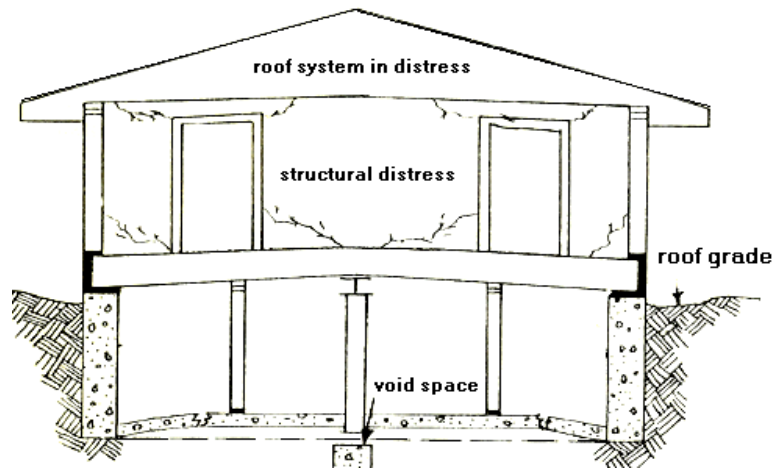 roof system in distress
structural distress
roof grade
void space